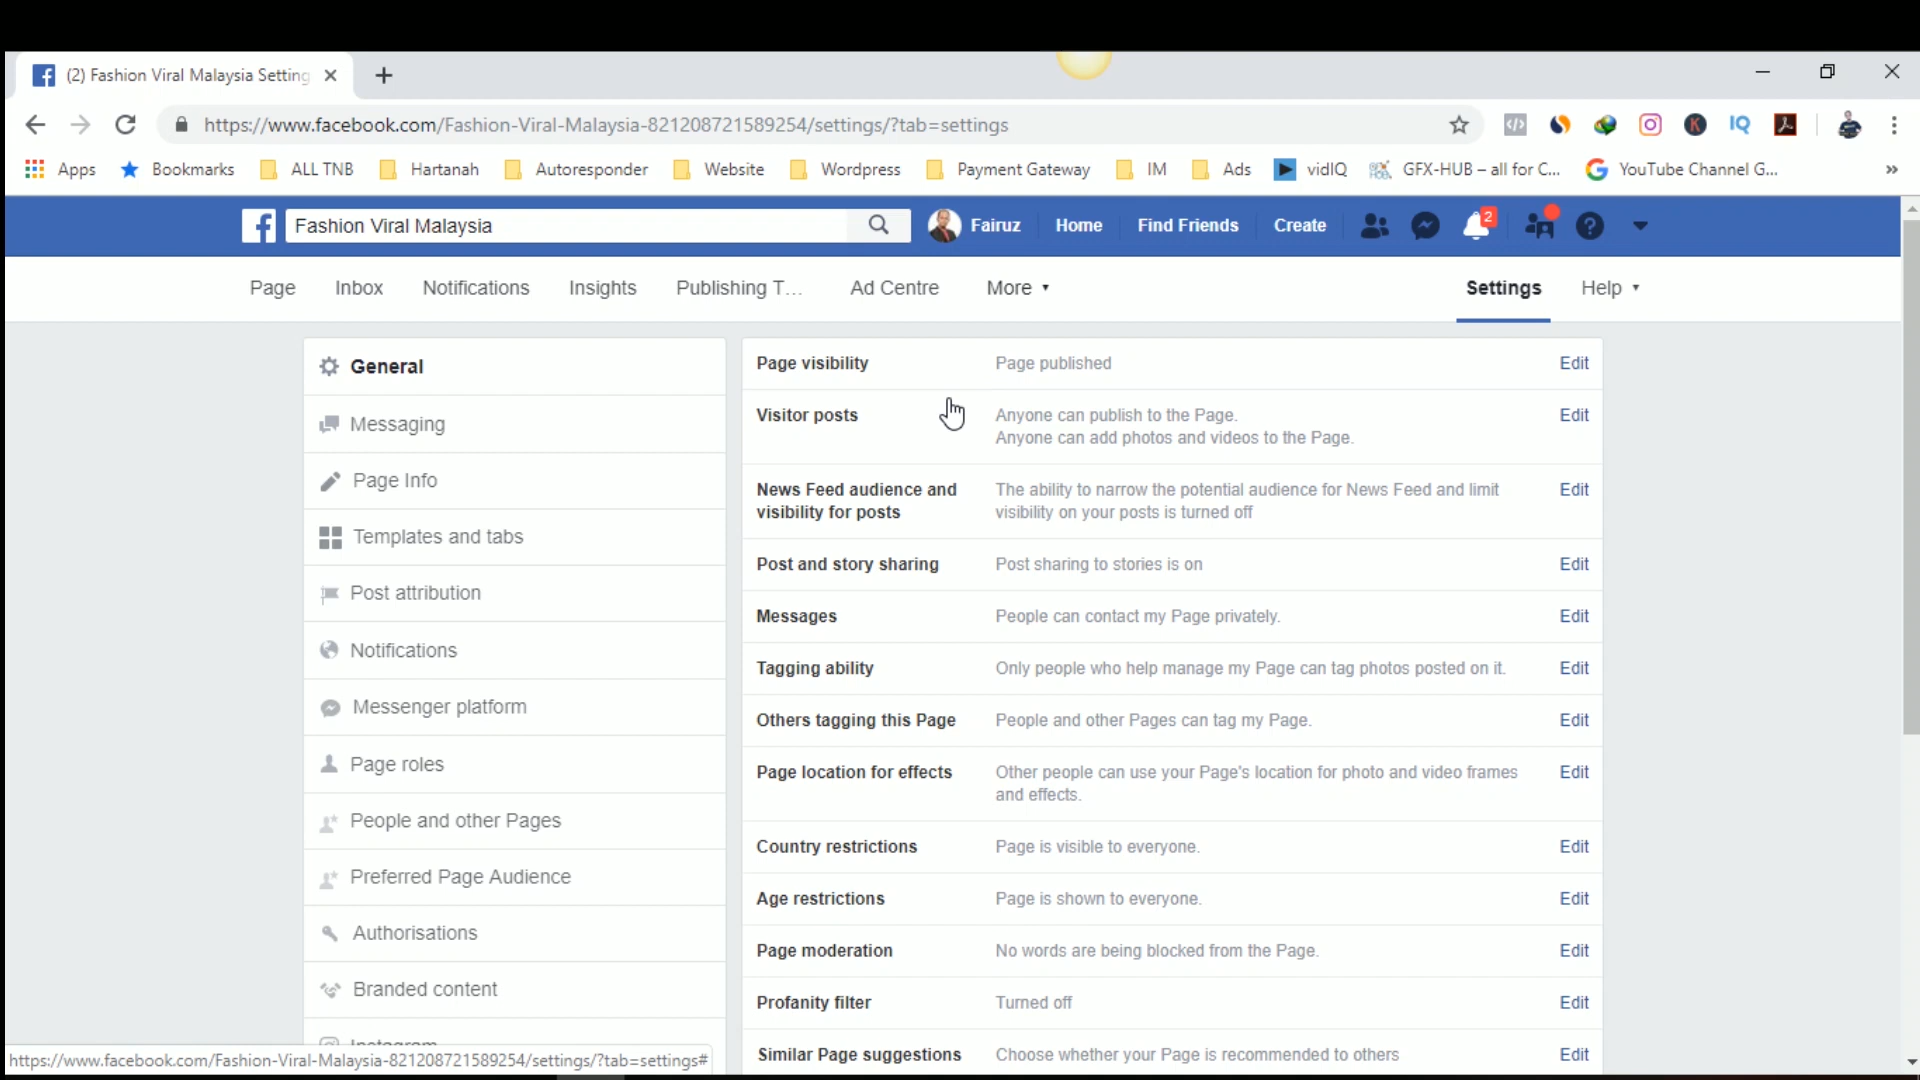 (2) Fashion Viral Malaysia Setting
https://www.facebook.com/Fashion-Viral-Malaysia-821208721589254/settings/?tab=settings
Apps Bookmarks ALL TNB Hartanah Autoresponder Website Wordpress Payment Gateway IM Ads vidIQ GFX-HUB – all for C... YouTube Channel G... »
Fashion Viral Malaysia Fairuz Home Find Friends Create 2
Page Inbox Notifications Insights Publishing T... Ad Centre More Settings Help
General
Messaging
Page Info
Templates and tabs
Post attribution
Notifications
Messenger platform
Page roles
People and other Pages
Preferred Page Audience
Authorisations
Branded content
Instagram
Page visibility Page published Edit
Visitor posts Anyone can publish to the Page. Edit
Anyone can add photos and videos to the Page.
News Feed audience and The ability to narrow the potential audience for News Feed and limit Edit
visibility for posts visibility on your posts is turned off
Post and story sharing Post sharing to stories is on Edit
Messages People can contact my Page privately. Edit
Tagging ability Only people who help manage my Page can tag photos posted on it. Edit
Others tagging this Page People and other Pages can tag my Page. Edit
Page location for effects Other people can use your Page's location for photo and video frames Edit
and effects.
Country restrictions Page is visible to everyone. Edit
Age restrictions Page is shown to everyone. Edit
Page moderation No words are being blocked from the Page. Edit
Profanity filter Turned off Edit
Similar Page suggestions Choose whether your Page is recommended to others Edit
https://www.facebook.com/Fashion-Viral-Malaysia-821208721589254/settings/?tab=settings#